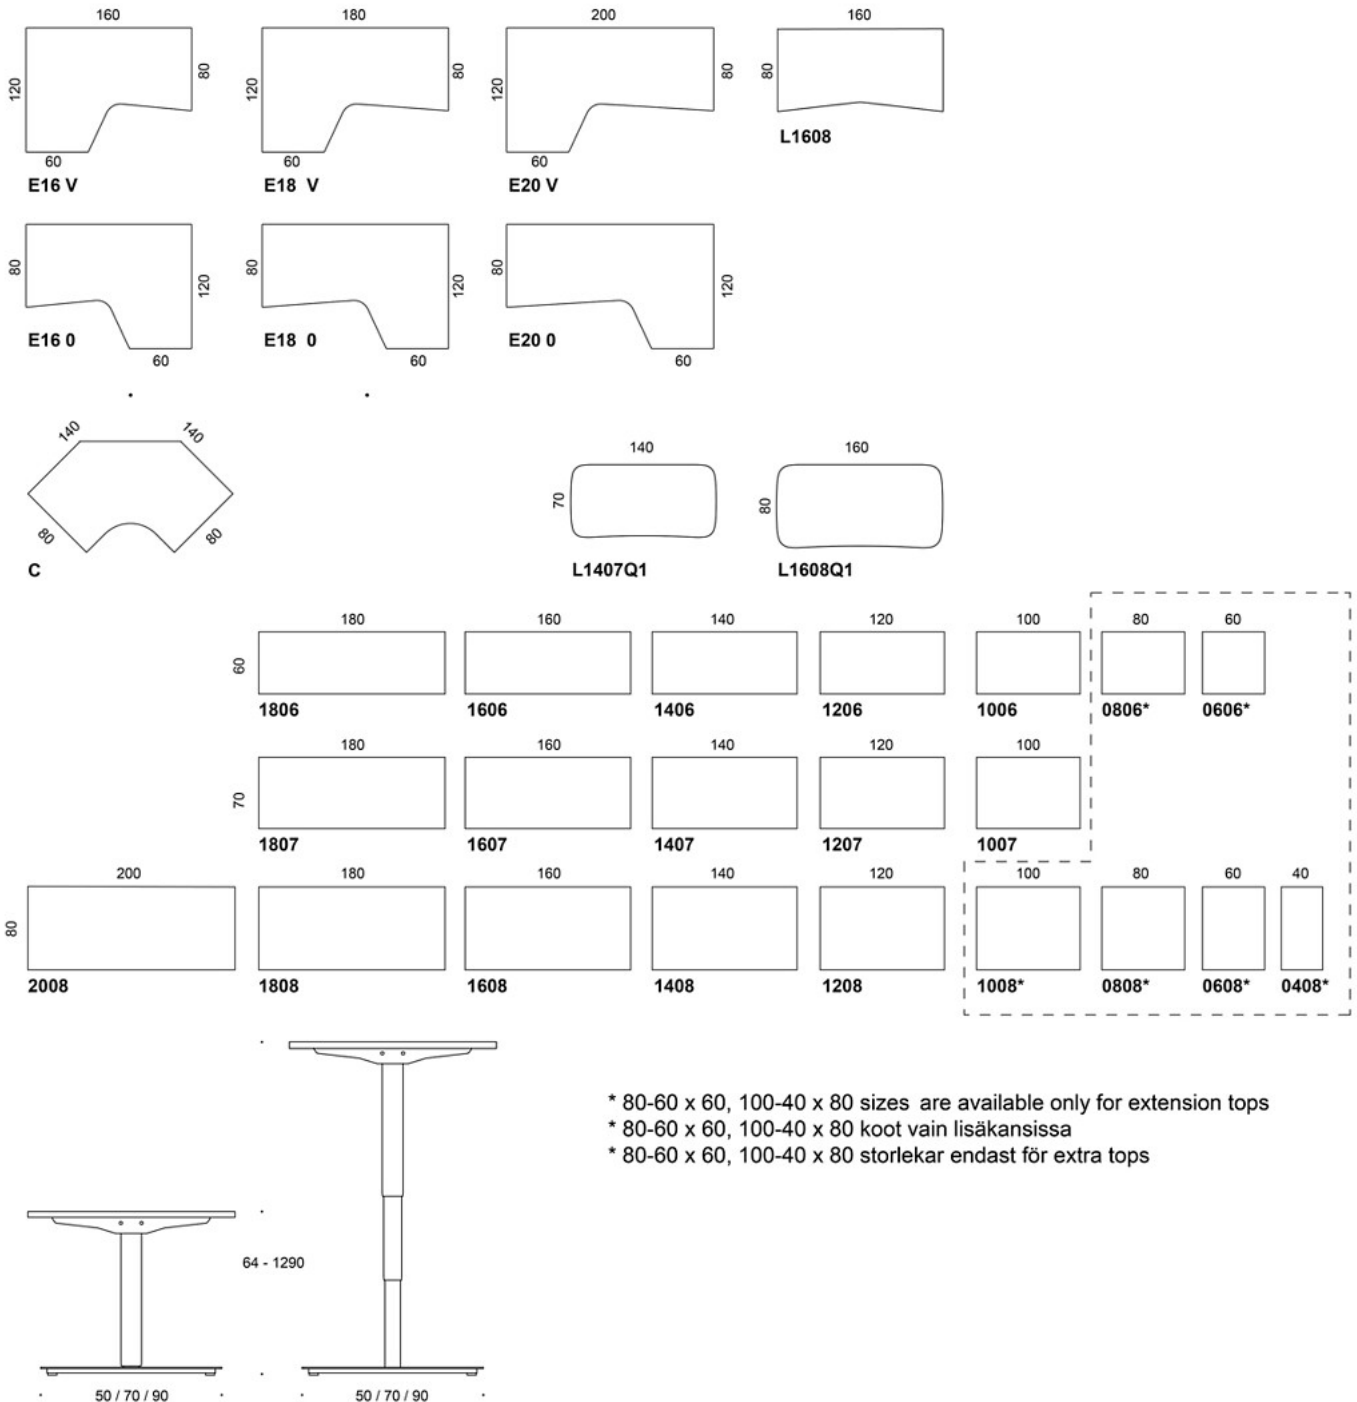 160 180 200 160
120 80 120 80 120 80 80
L1608
60 60 60
E16 V E18 V E20 V
80 120 80 120 80 120
E16 0 E18 0 E20 0
60 60 60
140 140 140 160
70 80
80 80
C L1407Q1 L1608Q1
180 160 140 120 100 80 60
60
1806 1606 1406 1206 1006 0806* 0606*
180 160 140 120 100
70
1807 1607 1407 1207 1007
200 180 160 140 120 100 80 60 40
80
2008 1808 1608 1408 1208 1008* 0808* 0608* 0408*
* 80-60 x 60, 100-40 x 80 sizes are available only for extension tops
* 80-60 x 60, 100-40 x 80 koot vain lisäkansissa
* 80-60 x 60, 100-40 x 80 storlekar endast för extra tops
64 - 1290
50 / 70 / 90 50 / 70 / 90